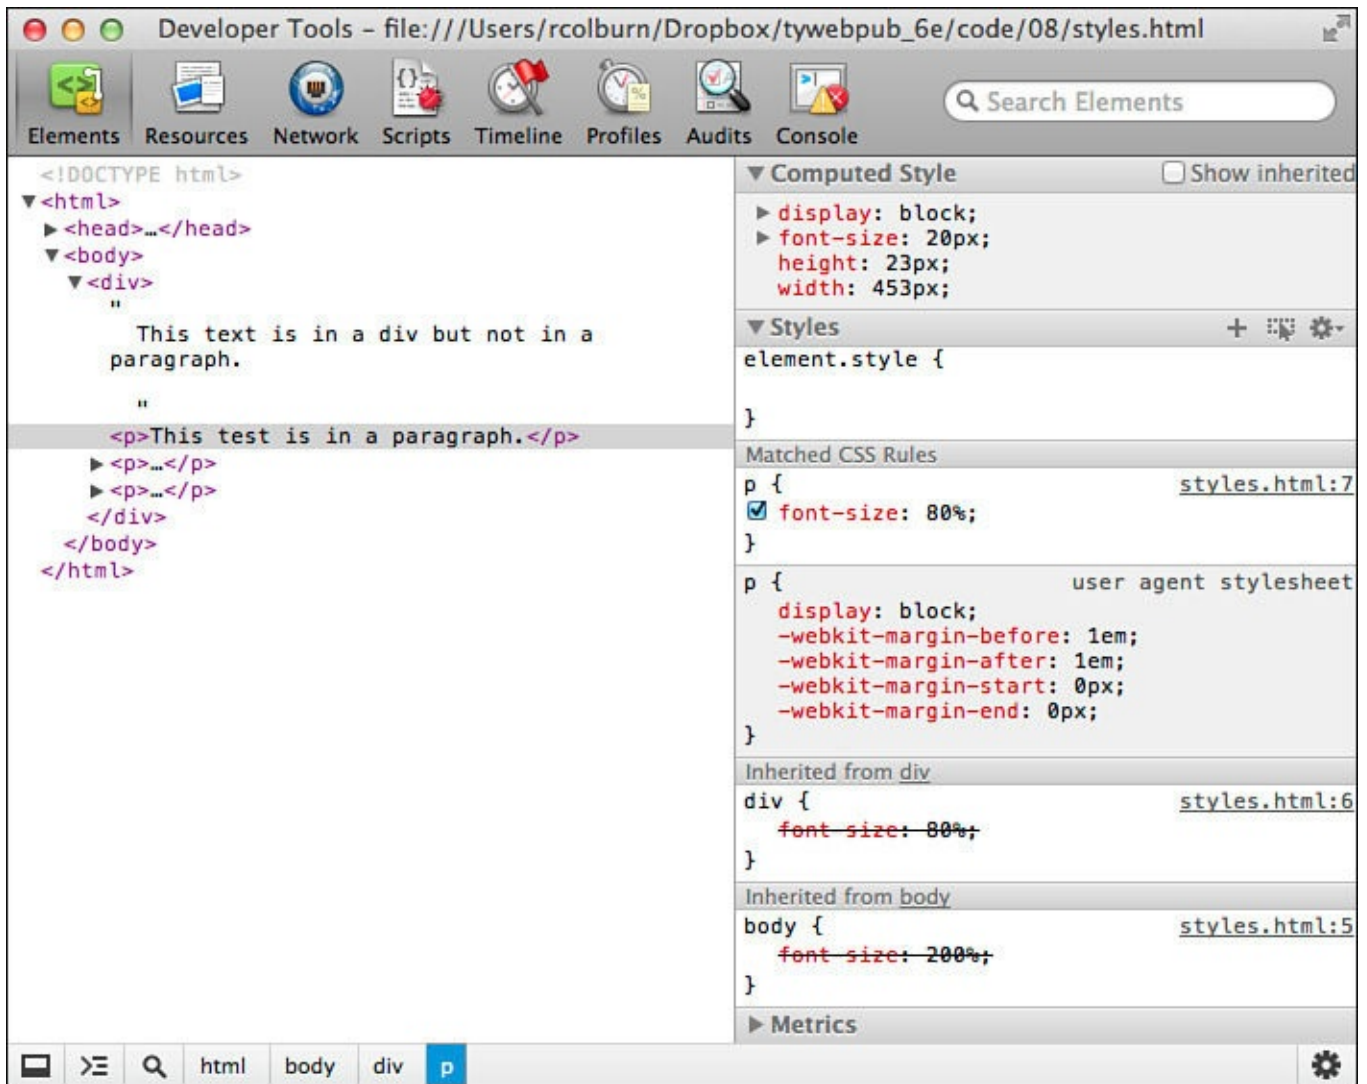 Developer Tools – file:///Users/rcolburn/Dropbox/tywebpub_6e/code/08/styles.html
Elements Resources Network Scripts Timeline Profiles Audits Console
Search Elements
<!DOCTYPE html>
▼<html>
▶<head>…</head>
▼<body>
▼<div>
"
This text is in a div but not in a
paragraph.
"
<p>This test is in a paragraph.</p>
▶<p>…</p>
▶<p>…</p>
</div>
</body>
</html>
▼Computed Style Show inherited
▶display: block;
▶font-size: 20px;
height: 23px;
width: 453px;
▼Styles
element.style {
}
Matched CSS Rules
p { styles.html:7
font-size: 80%;
}
p { user agent stylesheet
display: block;
-webkit-margin-before: 1em;
-webkit-margin-after: 1em;
-webkit-margin-start: 0px;
-webkit-margin-end: 0px;
}
Inherited from div
div { styles.html:6
font-size: 80%;
}
Inherited from body
body { styles.html:5
font-size: 200%;
}
▶Metrics
html body div p